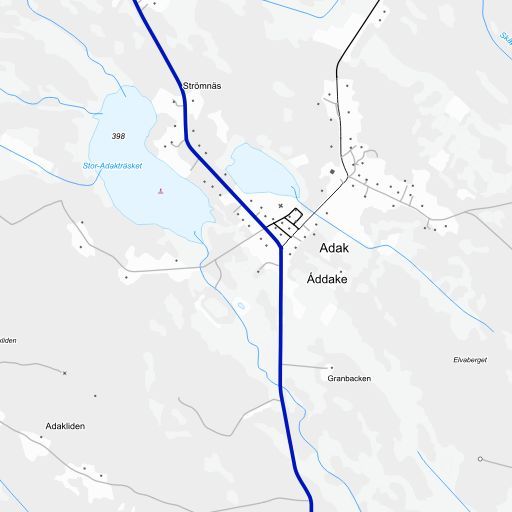 Strömnäs
398
Stor-Adakträsket
Adak
Áddake
Elvaberget
Granbacken
Adakliden